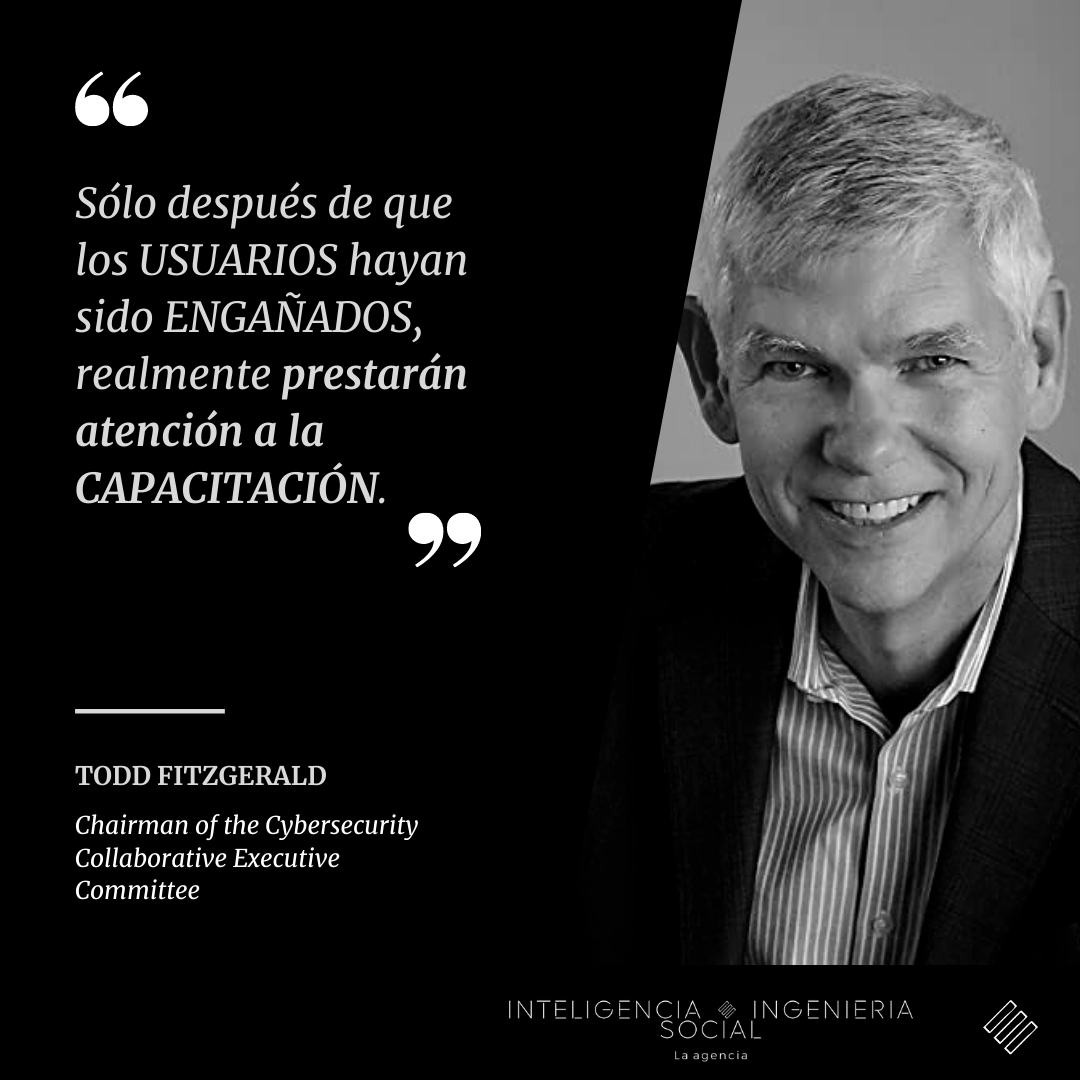 “
Sólo después de que
los USUARIOS hayan
sido ENGAÑADOS,
realmente prestarán
atención a la
CAPACITACIÓN.
”
TODD FITZGERALD
Chairman of the Cybersecurity
Collaborative Executive
Committee
INTELIGENCIA INGENIERIA
SOCIAL
La agencia